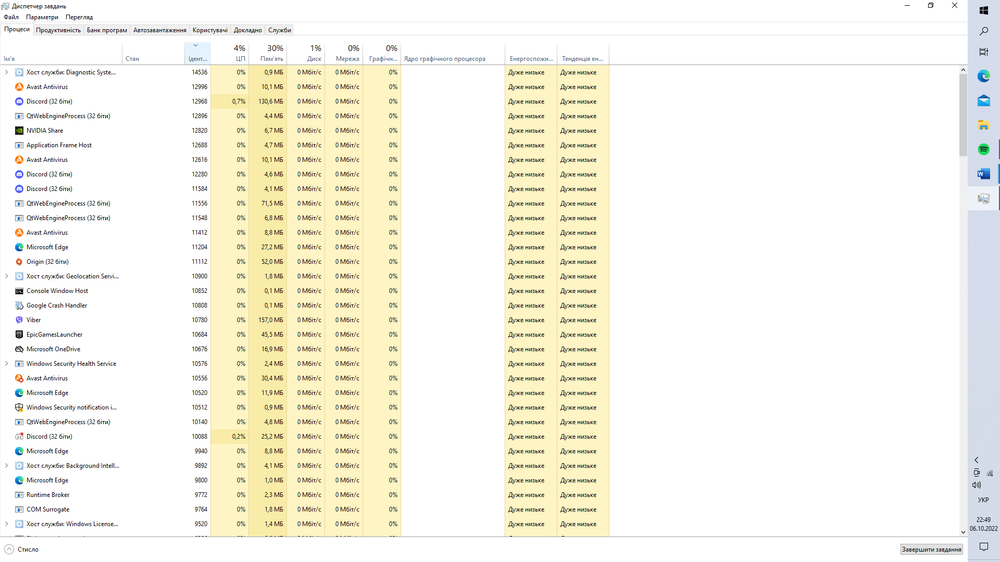 Диспетчер завдань
Файл Параметри Перегляд
Процеси Продуктивність Банк програм Автозавантаження Користувачі Докладно Служби
4% 30% 1% 0% 0%
Ім'я Стан Ідент... ЦП Пам'ять Диск Мережа Графічн... Ядро графічного процесора Енергоспожи... Тенденція ен...
Хост служби: Diagnostic Syste... 14536 0% 0,9 МБ 0 Мбіт/с 0 Мбіт/с 0% Дуже низьке Дуже низьке
Avast Antivirus 12996 0% 10,1 МБ 0 Мбіт/с 0 Мбіт/с 0% Дуже низьке Дуже низьке
Discord (32 біти) 12968 0,7% 130,6 МБ 0 Мбіт/с 0 Мбіт/с 0% Дуже низьке Дуже низьке
QtWebEngineProcess (32 біти) 12896 0% 4,4 МБ 0 Мбіт/с 0 Мбіт/с 0% Дуже низьке Дуже низьке
NVIDIA Share 12820 0% 6,7 МБ 0 Мбіт/с 0 Мбіт/с 0% Дуже низьке Дуже низьке
Application Frame Host 12688 0% 4,7 МБ 0 Мбіт/с 0 Мбіт/с 0% Дуже низьке Дуже низьке
Avast Antivirus 12616 0% 10,1 МБ 0 Мбіт/с 0 Мбіт/с 0% Дуже низьке Дуже низьке
Discord (32 біти) 12280 0% 4,6 МБ 0 Мбіт/с 0 Мбіт/с 0% Дуже низьке Дуже низьке
Discord (32 біти) 11584 0% 4,1 МБ 0 Мбіт/с 0 Мбіт/с 0% Дуже низьке Дуже низьке
QtWebEngineProcess (32 біти) 11556 0% 71,5 МБ 0 Мбіт/с 0 Мбіт/с 0% Дуже низьке Дуже низьке
QtWebEngineProcess (32 біти) 11548 0% 6,8 МБ 0 Мбіт/с 0 Мбіт/с 0% Дуже низьке Дуже низьке
Avast Antivirus 11412 0% 8,8 МБ 0 Мбіт/с 0 Мбіт/с 0% Дуже низьке Дуже низьке
Microsoft Edge 11204 0% 27,2 МБ 0 Мбіт/с 0 Мбіт/с 0% Дуже низьке Дуже низьке
Origin (32 біти) 11112 0% 52,0 МБ 0 Мбіт/с 0 Мбіт/с 0% Дуже низьке Дуже низьке
Хост служби: Geolocation Servi... 10900 0% 1,8 МБ 0 Мбіт/с 0 Мбіт/с 0% Дуже низьке Дуже низьке
Console Window Host 10852 0% 0,1 МБ 0 Мбіт/с 0 Мбіт/с 0% Дуже низьке Дуже низьке
Google Crash Handler 10808 0% 0,1 МБ 0 Мбіт/с 0 Мбіт/с 0% Дуже низьке Дуже низьке
Viber 10780 0% 157,0 МБ 0 Мбіт/с 0 Мбіт/с 0% Дуже низьке Дуже низьке
EpicGamesLauncher 10684 0% 45,5 МБ 0 Мбіт/с 0 Мбіт/с 0% Дуже низьке Дуже низьке
Microsoft OneDrive 10676 0% 16,9 МБ 0 Мбіт/с 0 Мбіт/с 0% Дуже низьке Дуже низьке
Windows Security Health Service 10576 0% 2,4 МБ 0 Мбіт/с 0 Мбіт/с 0% Дуже низьке Дуже низьке
Avast Antivirus 10556 0% 30,4 МБ 0 Мбіт/с 0 Мбіт/с 0% Дуже низьке Дуже низьке
Microsoft Edge 10520 0% 11,9 МБ 0 Мбіт/с 0 Мбіт/с 0% Дуже низьке Дуже низьке
Windows Security notification i... 10512 0% 0,9 МБ 0 Мбіт/с 0 Мбіт/с 0% Дуже низьке Дуже низьке
QtWebEngineProcess (32 біти) 10140 0% 4,8 МБ 0 Мбіт/с 0 Мбіт/с 0% Дуже низьке Дуже низьке
Discord (32 біти) 10088 0,2% 25,2 МБ 0 Мбіт/с 0 Мбіт/с 0% Дуже низьке Дуже низьке
Microsoft Edge 9940 0% 8,8 МБ 0 Мбіт/с 0 Мбіт/с 0% Дуже низьке Дуже низьке
Хост служби: Background Intell... 9892 0% 4,1 МБ 0 Мбіт/с 0 Мбіт/с 0% Дуже низьке Дуже низьке
Microsoft Edge 9800 0% 1,0 МБ 0 Мбіт/с 0 Мбіт/с 0% Дуже низьке Дуже низьке
Runtime Broker 9772 0% 2,3 МБ 0 Мбіт/с 0 Мбіт/с 0% Дуже низьке Дуже низьке
COM Surrogate 9764 0% 1,8 МБ 0 Мбіт/с 0 Мбіт/с 0% Дуже низьке Дуже низьке
Хост служби: Windows License... 9520 0% 1,4 МБ 0 Мбіт/с 0 Мбіт/с 0% Дуже низьке Дуже низьке
Стисло
Завершити завдання
УКР
22:49
06.10.2022